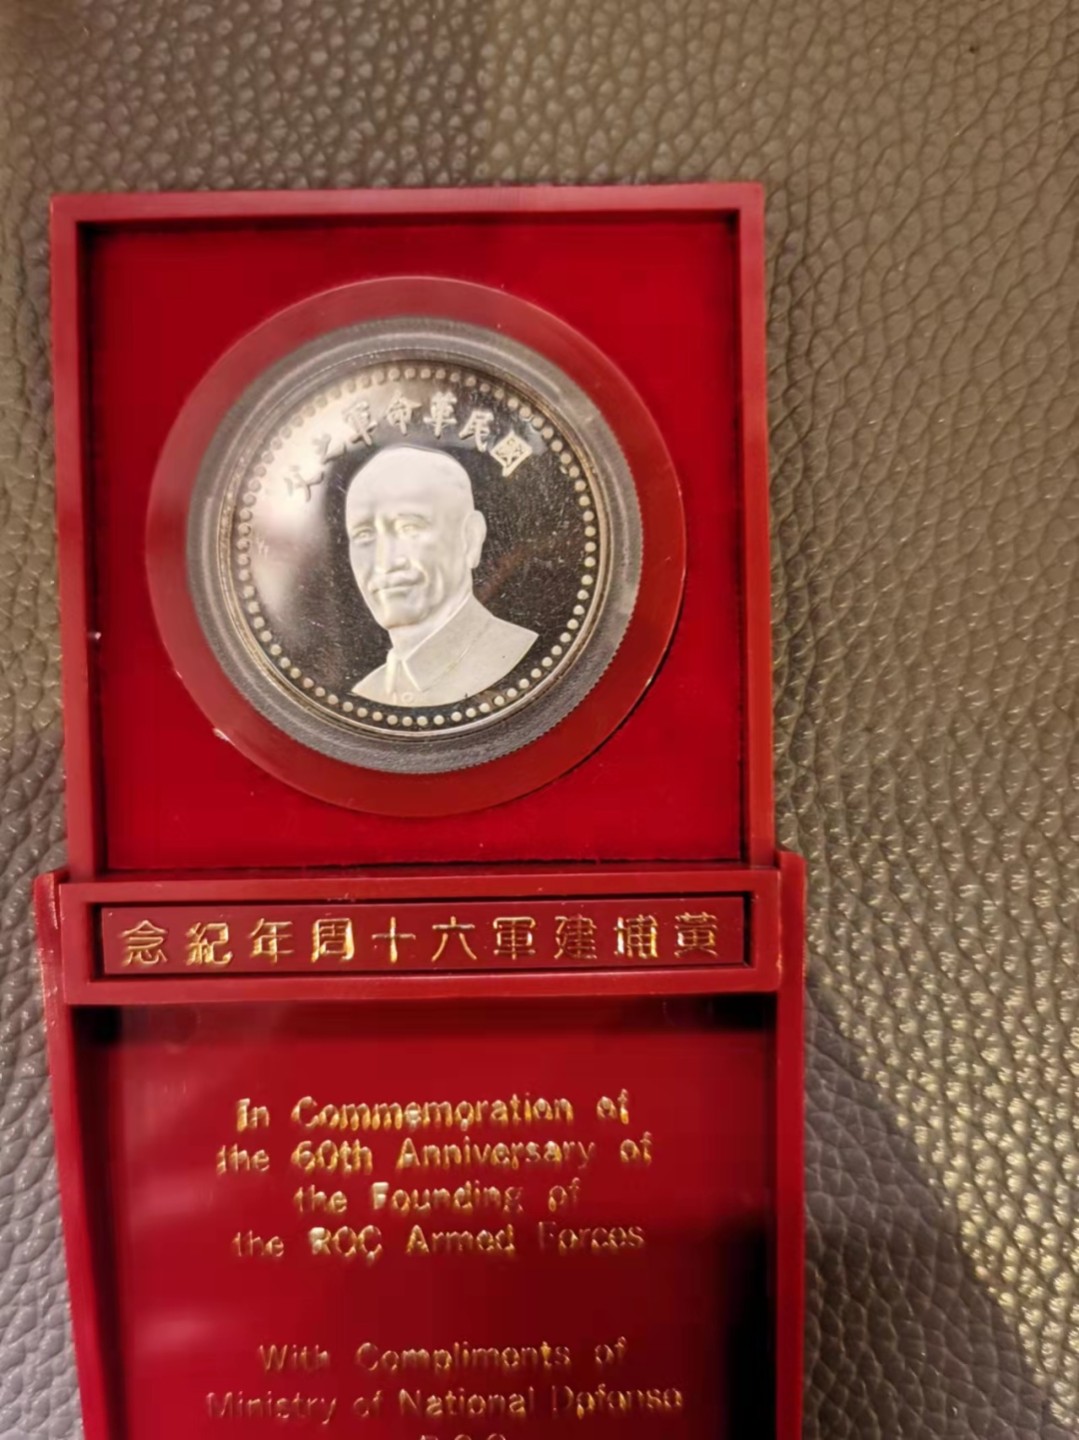 國民革命軍之父
黃埔建軍六十周年紀念
In Commemoration of
the 60th Anniversary of
the Founding of
the ROC Armed Forces
With Compliments of
Ministry of National Defense